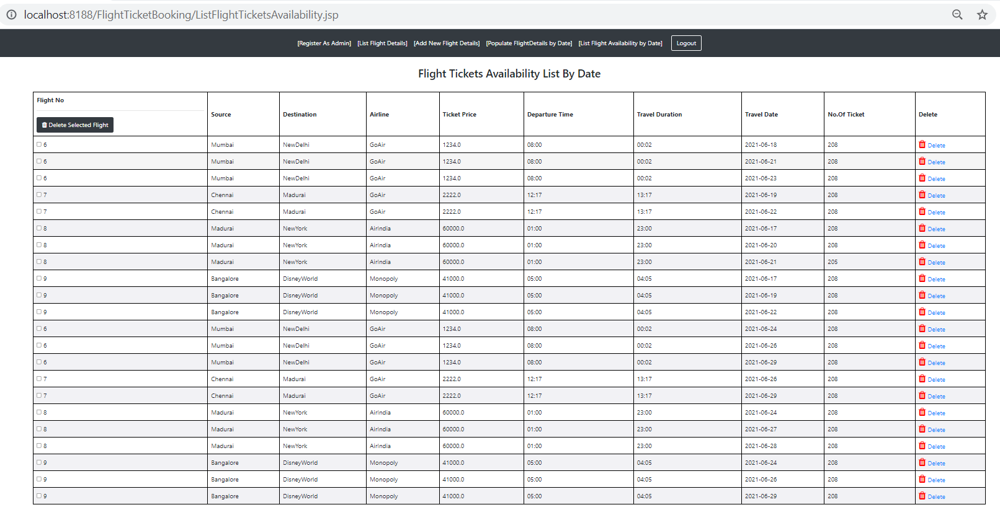 localhost:8188/FlightTicketBooking/ListFlightTicketsAvailability.jsp
[Register As Admin] [List Flight Details] [Add New Flight Details] [Populate FlightDetails by Date] [List Flight Availability by Date] Logout
Flight Tickets Availability List By Date
Flight No
Source Destination Airline Ticket Price Departure Time Travel Duration Travel Date No.Of Ticket Delete
Delete Selected Flight
6 Mumbai NewDelhi GoAir 1234.0 08:00 00:02 2021-06-18 208 Delete
6 Mumbai NewDelhi GoAir 1234.0 08:00 00:02 2021-06-21 208 Delete
6 Mumbai NewDelhi GoAir 1234.0 08:00 00:02 2021-06-23 208 Delete
7 Chennai Madurai GoAir 2222.0 12:17 13:17 2021-06-19 208 Delete
7 Chennai Madurai GoAir 2222.0 12:17 13:17 2021-06-22 208 Delete
8 Madurai NewYork AirIndia 60000.0 01:00 23:00 2021-06-17 208 Delete
8 Madurai NewYork AirIndia 60000.0 01:00 23:00 2021-06-20 208 Delete
8 Madurai NewYork AirIndia 60000.0 01:00 23:00 2021-06-21 205 Delete
9 Bangalore DisneyWorld Monopoly 41000.0 05:00 04:05 2021-06-17 208 Delete
9 Bangalore DisneyWorld Monopoly 41000.0 05:00 04:05 2021-06-19 208 Delete
9 Bangalore DisneyWorld Monopoly 41000.0 05:00 04:05 2021-06-22 208 Delete
6 Mumbai NewDelhi GoAir 1234.0 08:00 00:02 2021-06-24 208 Delete
6 Mumbai NewDelhi GoAir 1234.0 08:00 00:02 2021-06-26 208 Delete
6 Mumbai NewDelhi GoAir 1234.0 08:00 00:02 2021-06-29 208 Delete
7 Chennai Madurai GoAir 2222.0 12:17 13:17 2021-06-26 208 Delete
7 Chennai Madurai GoAir 2222.0 12:17 13:17 2021-06-29 208 Delete
8 Madurai NewYork AirIndia 60000.0 01:00 23:00 2021-06-24 208 Delete
8 Madurai NewYork AirIndia 60000.0 01:00 23:00 2021-06-27 208 Delete
8 Madurai NewYork AirIndia 60000.0 01:00 23:00 2021-06-28 208 Delete
9 Bangalore DisneyWorld Monopoly 41000.0 05:00 04:05 2021-06-24 208 Delete
9 Bangalore DisneyWorld Monopoly 41000.0 05:00 04:05 2021-06-26 208 Delete
9 Bangalore DisneyWorld Monopoly 41000.0 05:00 04:05 2021-06-29 208 Delete